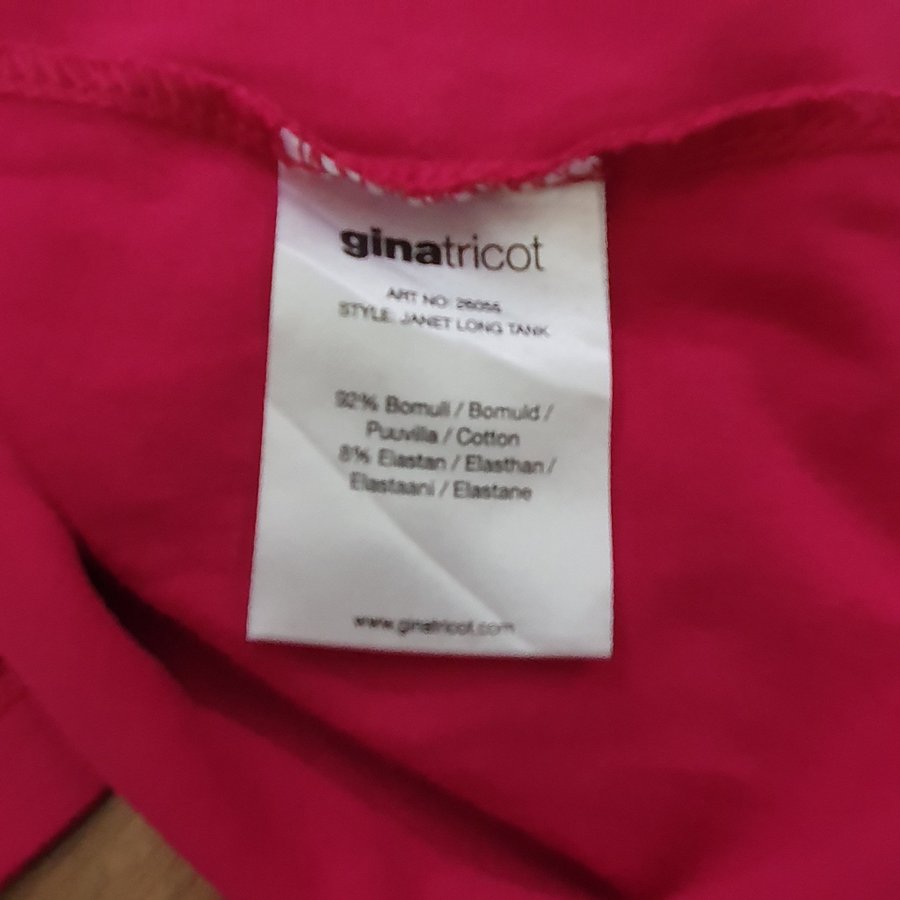 ginatricot
ART NO: 26055
STYLE: JANET LONG TANK
92% Bomull / Bomuld /
Puuvilla / Cotton
8% Elastan / Elasthan /
Elastaani / Elastane
www.ginatricot.com